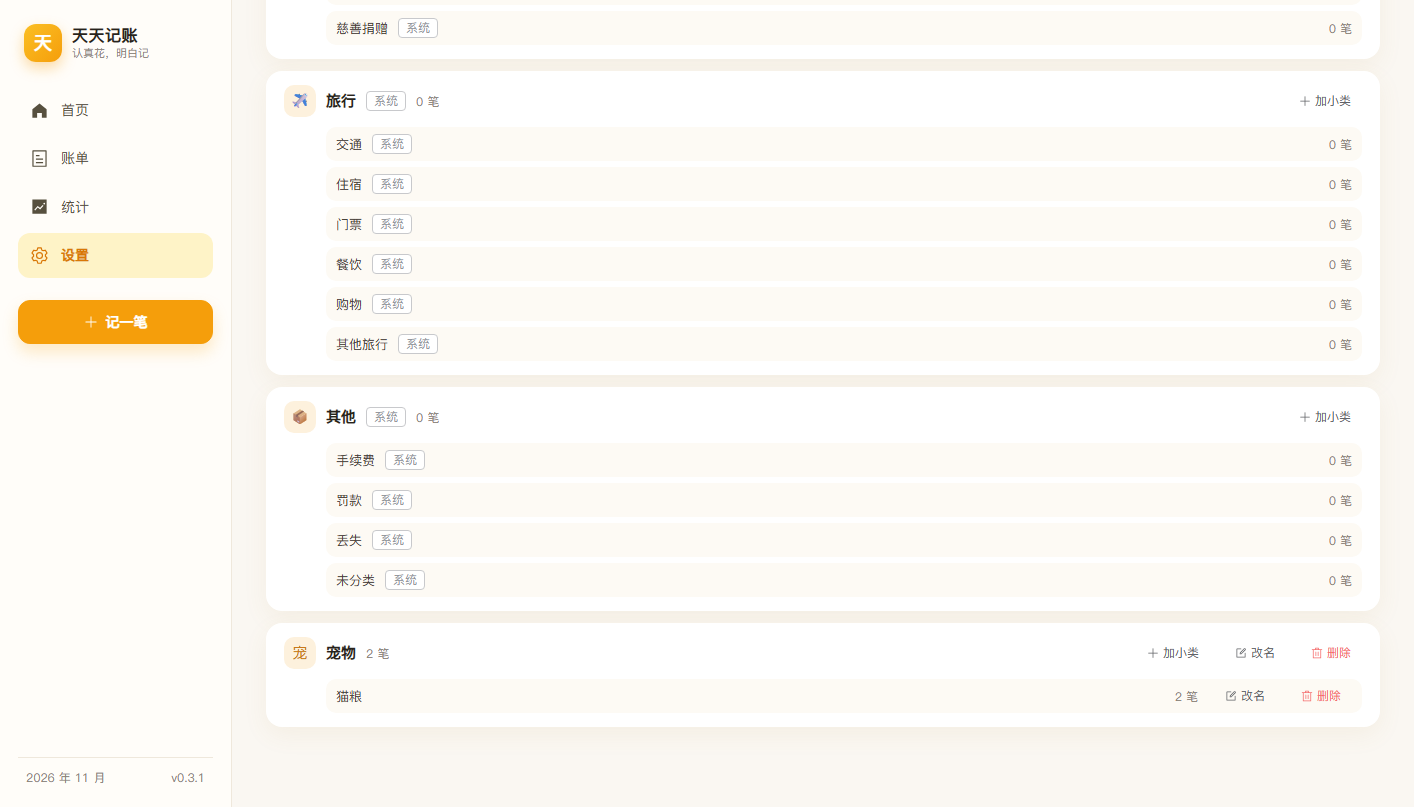 天
天天记账
认真花，明白记
首页
账单
统计
设置
记一笔
2026 年 11 月 v0.3.1
慈善捐赠 系统 0 笔
旅行 系统 0 笔 加小类
交通 系统 0 笔
住宿 系统 0 笔
门票 系统 0 笔
餐饮 系统 0 笔
购物 系统 0 笔
其他旅行 系统 0 笔
其他 系统 0 笔 加小类
手续费 系统 0 笔
罚款 系统 0 笔
丢失 系统 0 笔
未分类 系统 0 笔
宠 宠物 2 笔 加小类 改名 删除
猫粮 2 笔 改名 删除